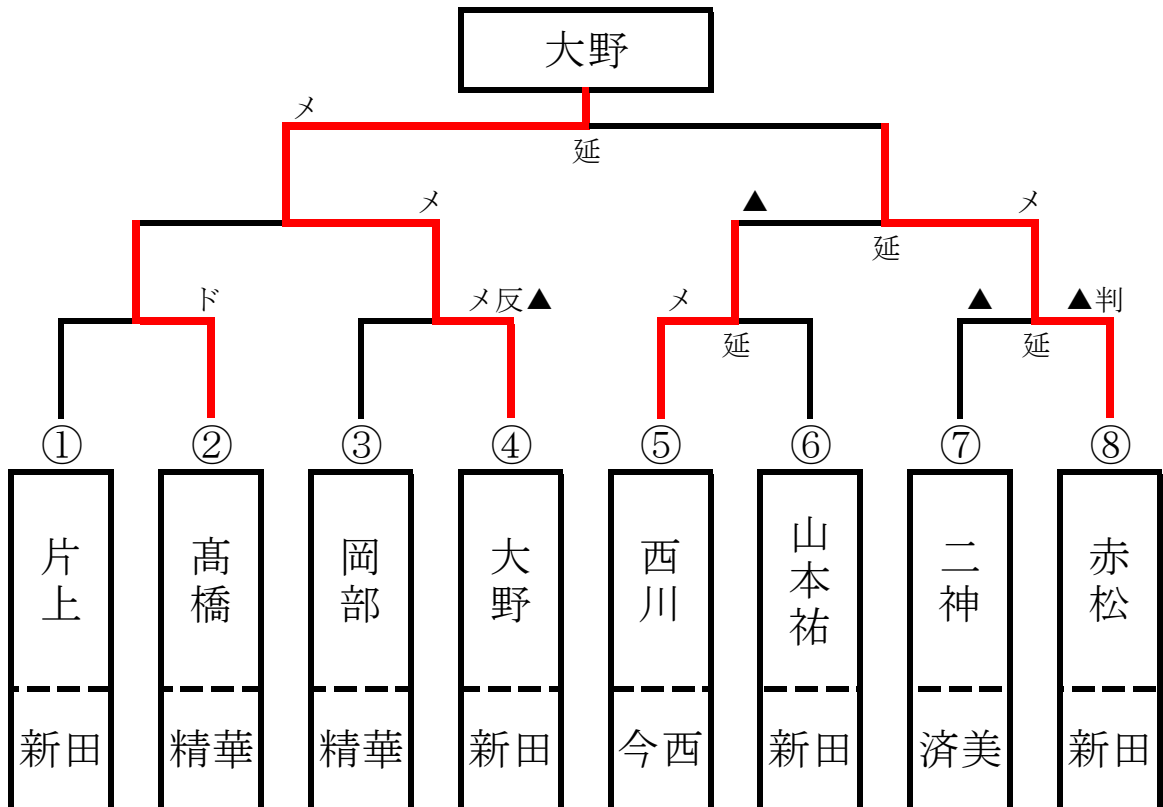 大野
メ
延
メ
▲
メ
延
ド
メ反▲
メ
▲
▲判
延
延
① ② ③ ④ ⑤ ⑥ ⑦ ⑧
片上
髙橋
岡部
大野
西川
山本祐
二神
赤松
新田
精華
精華
新田
今西
新田
済美
新田